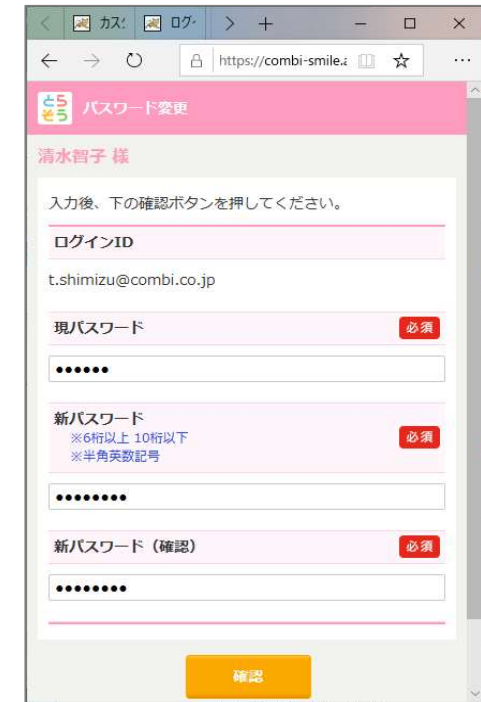 カス
ログ
https://combi-smile.a
とら
そう
パスワード変更
清水智子 様
入力後、下の確認ボタンを押してください。
ログインID
t.shimizu@combi.co.jp
現パスワード
必須
••••••
新パスワード
※6桁以上 10桁以下
※半角英数記号
必須
••••••••
新パスワード（確認）
必須
••••••••
確認